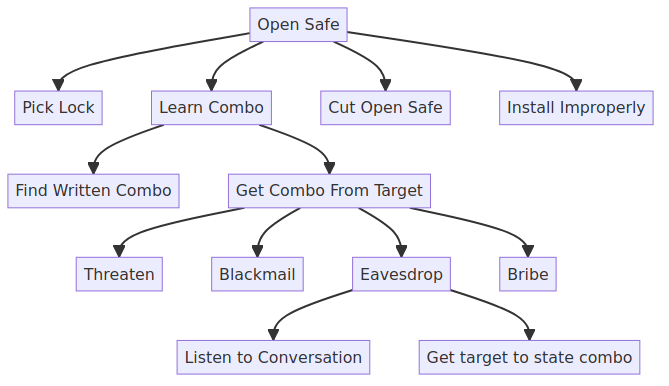 Open Safe
Pick Lock
Learn Combo
Cut Open Safe
Install Improperly
Find Written Combo
Get Combo From Target
Threaten
Blackmail
Eavesdrop
Bribe
Listen to Conversation
Get target to state combo